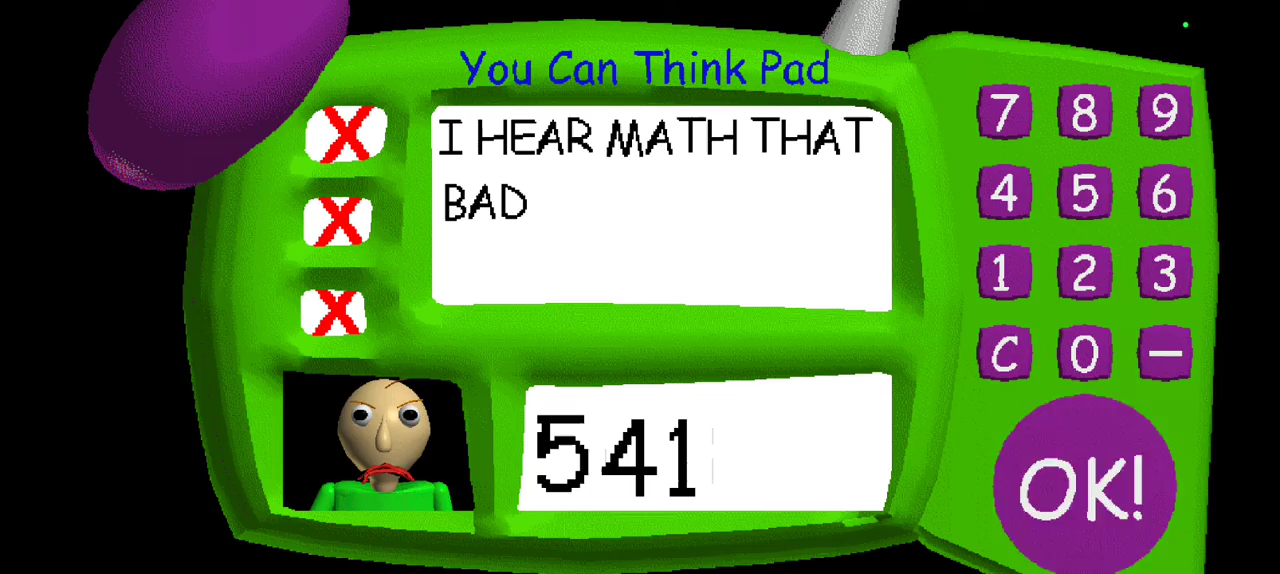 You Can Think Pad
I HEAR MATH THAT
BAD
541
7 8 9
4 5 6
1 2 3
C 0 —
OK!